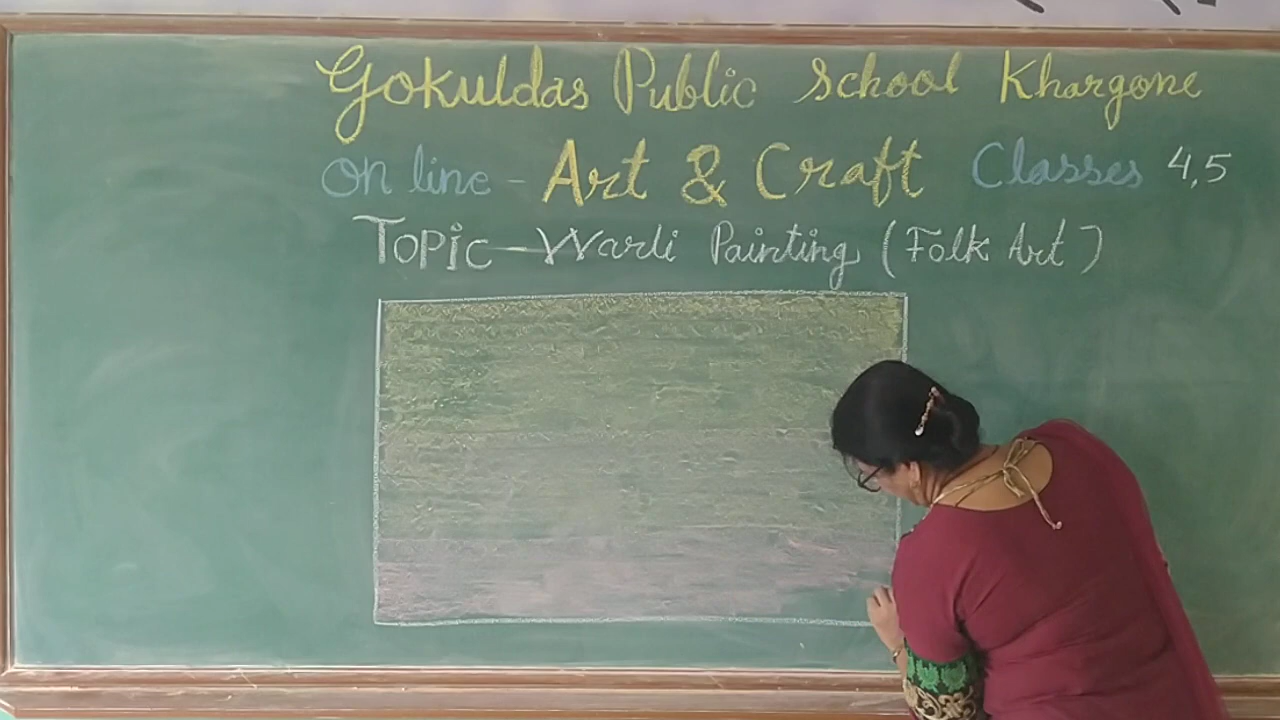 Gokuldas Public School Khargone
On line - Art & Craft Classes 4,5
Topic - Warli Painting (Folk Art)